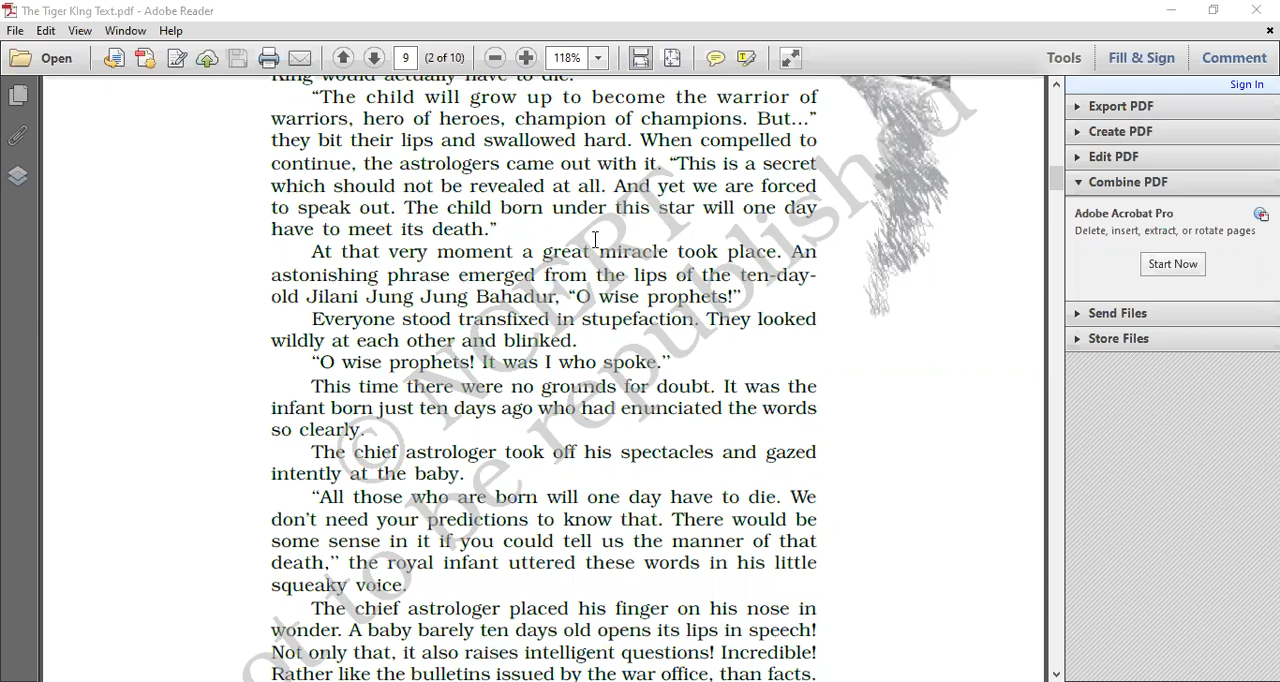 The Tiger KIng Text.pdf - Adobe Reader
File Edit View Window Help
Open 9 (2 of 10) 118% Tools Fill & Sign Comment
Sign In
Export PDF
Create PDF
Edit PDF
Combine PDF
Adobe Acrobat Pro
Delete, insert, extract, or rotate pages
Start Now
Send Files
Store Files
King would actually have to die.
“The child will grow up to become the warrior of
warriors, hero of heroes, champion of champions. But...”
they bit their lips and swallowed hard. When compelled to
continue, the astrologers came out with it. “This is a secret
which should not be revealed at all. And yet we are forced
to speak out. The child born under this star will one day
have to meet its death.”
At that very moment a great miracle took place. An
astonishing phrase emerged from the lips of the ten-day-
old Jilani Jung Jung Bahadur, “O wise prophets!”
Everyone stood transfixed in stupefaction. They looked
wildly at each other and blinked.
“O wise prophets! It was I who spoke.”
This time there were no grounds for doubt. It was the
infant born just ten days ago who had enunciated the words
so clearly.
The chief astrologer took off his spectacles and gazed
intently at the baby.
“All those who are born will one day have to die. We
don’t need your predictions to know that. There would be
some sense in it if you could tell us the manner of that
death,’’ the royal infant uttered these words in his little
squeaky voice.
The chief astrologer placed his finger on his nose in
wonder. A baby barely ten days old opens its lips in speech!
Not only that, it also raises intelligent questions! Incredible!
Rather like the bulletins issued by the war office, than facts.
© NCERT
not to be republished